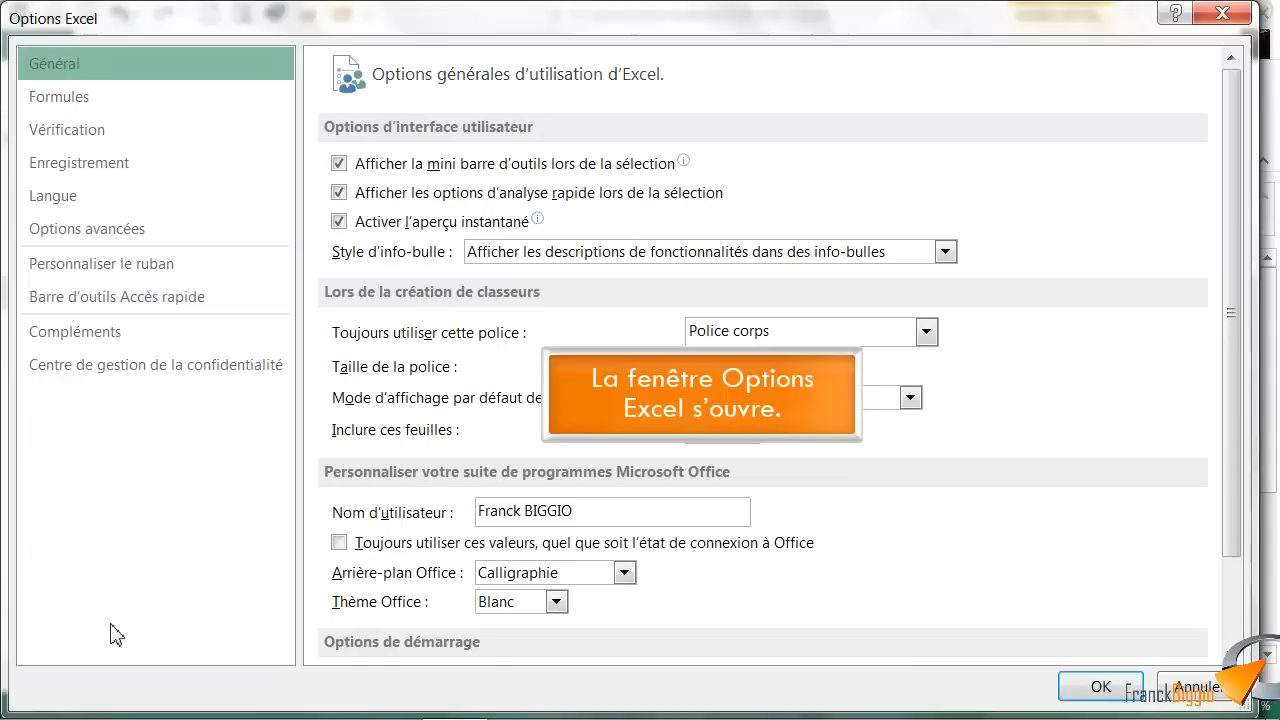 Options Excel
Général
Formules
Vérification
Enregistrement
Langue
Options avancées
Personnaliser le ruban
Barre d'outils Accès rapide
Compléments
Centre de gestion de la confidentialité
Options générales d'utilisation d'Excel.
Options d'interface utilisateur
Afficher la mini barre d'outils lors de la sélection
Afficher les options d'analyse rapide lors de la sélection
Activer l'aperçu instantané
Style d'info-bulle : Afficher les descriptions de fonctionnalités dans des info-bulles
Lors de la création de classeurs
Toujours utiliser cette police : Police corps
Taille de la police :
Mode d'affichage par défaut de
Inclure ces feuilles :
La fenêtre Options
Excel s'ouvre.
Personnaliser votre suite de programmes Microsoft Office
Nom d'utilisateur : Franck BIGGIO
Toujours utiliser ces valeurs, quel que soit l'état de connexion à Office
Arrière-plan Office : Calligraphie
Thème Office : Blanc
Options de démarrage
OK
Annuler
FranckBiggio
%